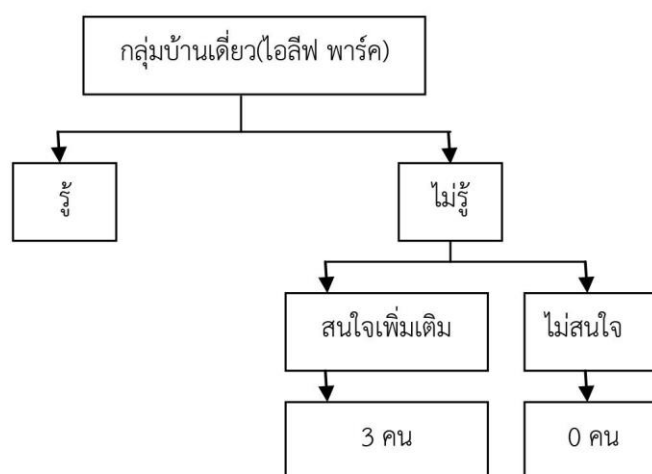 กลุ่มบ้านเดี่ยว(ไอลีฟ พาร์ค)
รู้
ไม่รู้
สนใจเพิ่มเติม
ไม่สนใจ
3 คน
0 คน